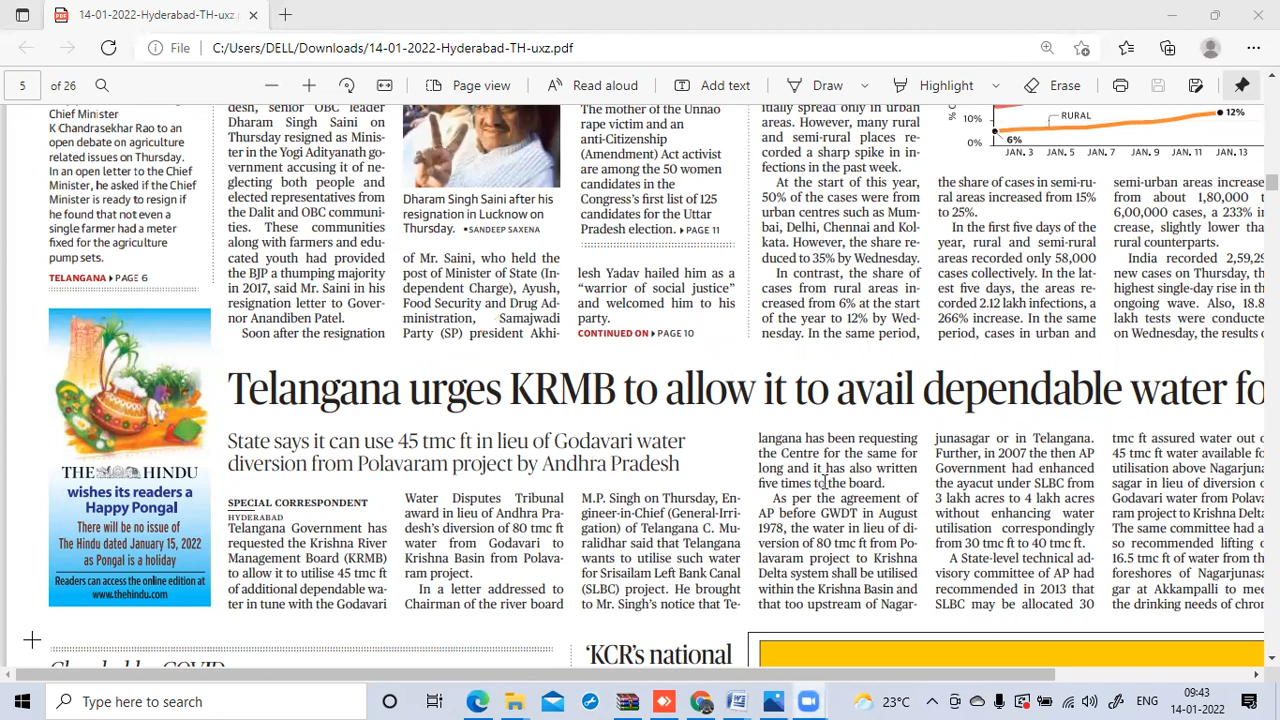 14-01-2022-Hyderabad-TH-uxz.pdf
File
C:/Users/DELL/Downloads/14-01-2022-Hyderabad-TH-uxz.pdf
5
of 26
Page view
Read aloud
Add text
Draw
Highlight
Erase
Chief Minister
K Chandrasekhar Rao to an
open debate on agriculture
related issues on Thursday.
In an open letter to the Chief
Minister, he asked if the Chief
Minister is ready to resign if
he found that not even a
single farmer had a meter
fixed for the agriculture
pump sets.
TELANGANA PAGE 6
desh, senior OBC leader
Dharam Singh Saini on
Thursday resigned as Minis-
ter in the Yogi Adityanath go-
vernment accusing it of ne-
glecting both people and
elected representatives from
the Dalit and OBC communi-
ties. These communities
along with farmers and edu-
cated youth had provided
the BJP a thumping majority
in 2017, said Mr. Saini in his
resignation letter to Gover-
nor Anandiben Patel.
Soon after the resignation
Dharam Singh Saini after his
resignation in Lucknow on
Thursday. SANDEEP SAXENA
of Mr. Saini, who held the
post of Minister of State (In-
dependent Charge), Ayush,
Food Security and Drug Ad-
ministration, Samajwadi
Party (SP) president Akhi-
The mother of the Unnao
rape victim and an
anti-Citizenship
(Amendment) Act activist
are among the 50 women
candidates in the
Congress's first list of 125
candidates for the Uttar
Pradesh election. PAGE 11
lesh Yadav hailed him as a
"warrior of social justice"
and welcomed him to his
party.
CONTINUED ON PAGE 10
itially spread only in urban
areas. However, many rural
and semi-rural places re-
corded a sharp spike in in-
fections in the past week.
At the start of this year,
50% of the cases were from
urban centres such as Mum-
bai, Delhi, Chennai and Kol-
kata. However, the share re-
duced to 35% by Wednesday.
In contrast, the share of
cases from rural areas in-
creased from 6% at the start
of the year to 12% by Wed-
nesday. In the same period,
10%
0%
6%
RURAL
12%
JAN. 3 JAN. 5 JAN. 7 JAN. 9 JAN. 11 JAN. 13
the share of cases in semi-ru-
ral areas increased from 15%
to 25%.
In the first five days of the
year, rural and semi-rural
areas recorded only 58,000
cases collectively. In the lat-
est five days, the areas re-
corded 2.12 lakh infections, a
266% increase. In the same
period, cases in urban and
semi-urban areas increase
from about 1,80,000
6,00,000 cases, a 233% in
crease, slightly lower tha
rural counterparts.
India recorded 2,59,29
new cases on Thursday, th
highest single-day rise in th
ongoing wave. Also, 18.8
lakh tests were conducte
on Wednesday, the results
THE HINDU
wishes its readers a
Happy Pongal
There will be no issue of
The Hindu dated January 15, 2022
as Pongal is a holiday
Readers can access the online edition at
www.thehindu.com
Telangana urges KRMB to allow it to avail dependable water fo
State says it can use 45 tmc ft in lieu of Godavari water
diversion from Polavaram project by Andhra Pradesh
SPECIAL CORRESPONDENT
HYDERABAD
Telangana Government has
requested the Krishna River
Management Board (KRMB)
to allow it to utilise 45 tmc ft
of additional dependable wa-
ter in tune with the Godavari
Water Disputes Tribunal
award in lieu of Andhra Pra-
desh's diversion of 80 tmc ft
water from Godavari to
Krishna Basin from Polava-
ram project.
In a letter addressed to
Chairman of the river board
M.P. Singh on Thursday, En-
gineer-in-Chief (General-Irri-
gation) of Telangana C. Mu-
ralidhar said that Telangana
wants to utilise such water
for Srisailam Left Bank Canal
(SLBC) project. He brought
to Mr. Singh's notice that Te-
langana has been requesting
the Centre for the same for
long and it has also written
five times to the board.
As per the agreement of
AP before GWDT in August
1978, the water in lieu of di-
version of 80 tmc ft from Po-
lavaram project to Krishna
Delta system shall be utilised
within the Krishna Basin and
that too upstream of Nagar-
junasagar or in Telangana.
Further, in 2007 the then AP
Government had enhanced
the ayacut under SLBC from
3 lakh acres to 4 lakh acres
without enhancing water
utilisation correspondingly
from 30 tmc ft to 40 tmc ft.
A State-level technical ad-
visory committee of AP had
recommended in 2013 that
SLBC may be allocated 30
tmc ft assured water out
45 tmc ft water available fo
utilisation above Nagarjuna
sagar in lieu of diversion
Godavari water from Polava
ram project to Krishna Delta
The same committee had a
so recommended lifting
16.5 tmc ft of water from th
foreshores of Nagarjunasa
gar at Akkampalli to mee
the drinking needs of chron
'KCR's national
Type here to search
23°C
ENG
09:43
14-01-2022